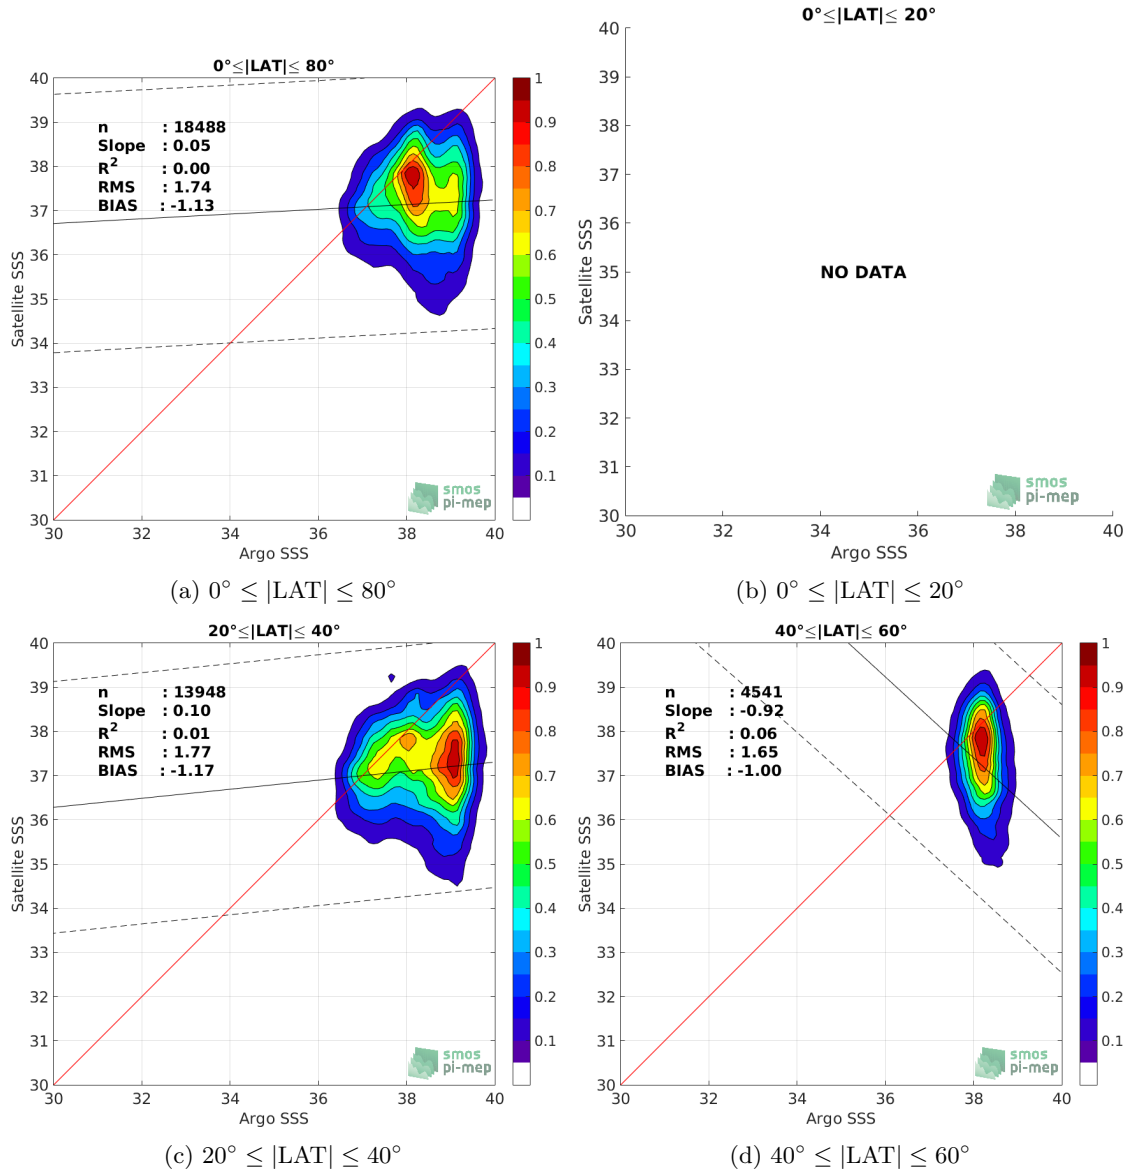 0°≤|LAT|≤ 80°
40
39
38
37
36
35
34
33
32
31
30
Satellite SSS
n : 18488
Slope : 0.05
R2 : 0.00
RMS : 1.74
BIAS : -1.13
smos
pi-mep
30 32 34 36 38 40
Argo SSS
1
0.9
0.8
0.7
0.6
0.5
0.4
0.3
0.2
0.1
(a) 0° ≤ |LAT| ≤ 80°
0°≤|LAT|≤ 20°
40
39
38
37
36
35
34
33
32
31
30
Satellite SSS
NO DATA
smos
pi-mep
30 32 34 36 38 40
Argo SSS
(b) 0° ≤ |LAT| ≤ 20°
20°≤|LAT|≤ 40°
40
39
38
37
36
35
34
33
32
31
30
Satellite SSS
n : 13948
Slope : 0.10
R2 : 0.01
RMS : 1.77
BIAS : -1.17
smos
pi-mep
30 32 34 36 38 40
Argo SSS
1
0.9
0.8
0.7
0.6
0.5
0.4
0.3
0.2
0.1
(c) 20° ≤ |LAT| ≤ 40°
40°≤|LAT|≤ 60°
40
39
38
37
36
35
34
33
32
31
30
Satellite SSS
n : 4541
Slope : -0.92
R2 : 0.06
RMS : 1.65
BIAS : -1.00
smos
pi-mep
30 32 34 36 38 40
Argo SSS
1
0.9
0.8
0.7
0.6
0.5
0.4
0.3
0.2
0.1
(d) 40° ≤ |LAT| ≤ 60°